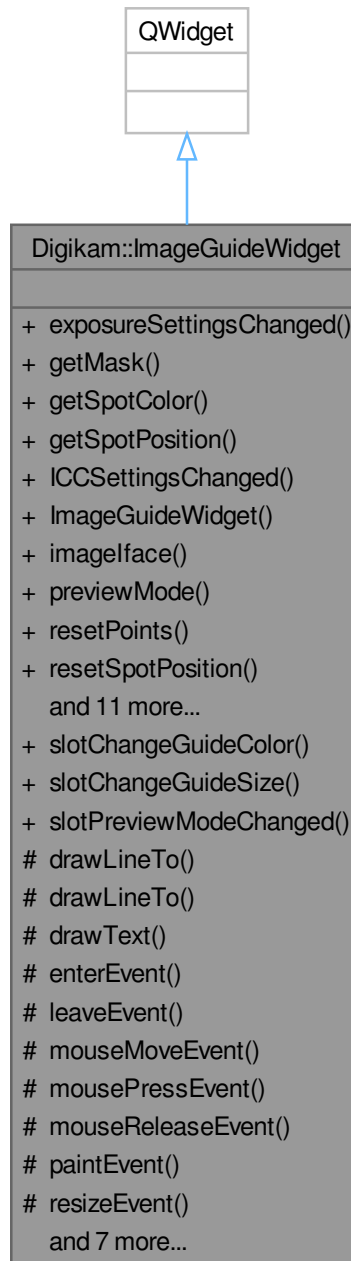 QWidget
Digikam::ImageGuideWidget
+ exposureSettingsChanged()
+ getMask()
+ getSpotColor()
+ getSpotPosition()
+ ICCSettingsChanged()
+ ImageGuideWidget()
+ imageIface()
+ previewMode()
+ resetPoints()
+ resetSpotPosition()
and 11 more...
+ slotChangeGuideColor()
+ slotChangeGuideSize()
+ slotPreviewModeChanged()
# drawLineTo()
# drawLineTo()
# drawText()
# enterEvent()
# leaveEvent()
# mouseMoveEvent()
# mousePressEvent()
# mouseReleaseEvent()
# paintEvent()
# resizeEvent()
and 7 more...